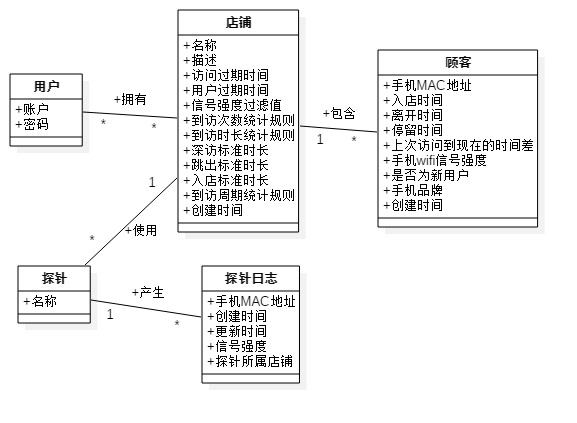 用户
+账户
+密码
+拥有
*
*
店铺
+名称
+描述
+访问过期时间
+用户过期时间
+信号强度过滤值
+到访次数统计规则
+到访时长统计规则
+深访标准时长
+跳出标准时长
+入店标准时长
+到访周期统计规则
+创建时间
+包含
1
*
顾客
+手机MAC地址
+入店时间
+离开时间
+停留时间
+上次访问到现在的时间差
+手机wifi信号强度
+是否为新用户
+手机品牌
+创建时间
1
*
+使用
探针
+名称
+产生
1
*
探针日志
+手机MAC地址
+创建时间
+更新时间
+信号强度
+探针所属店铺